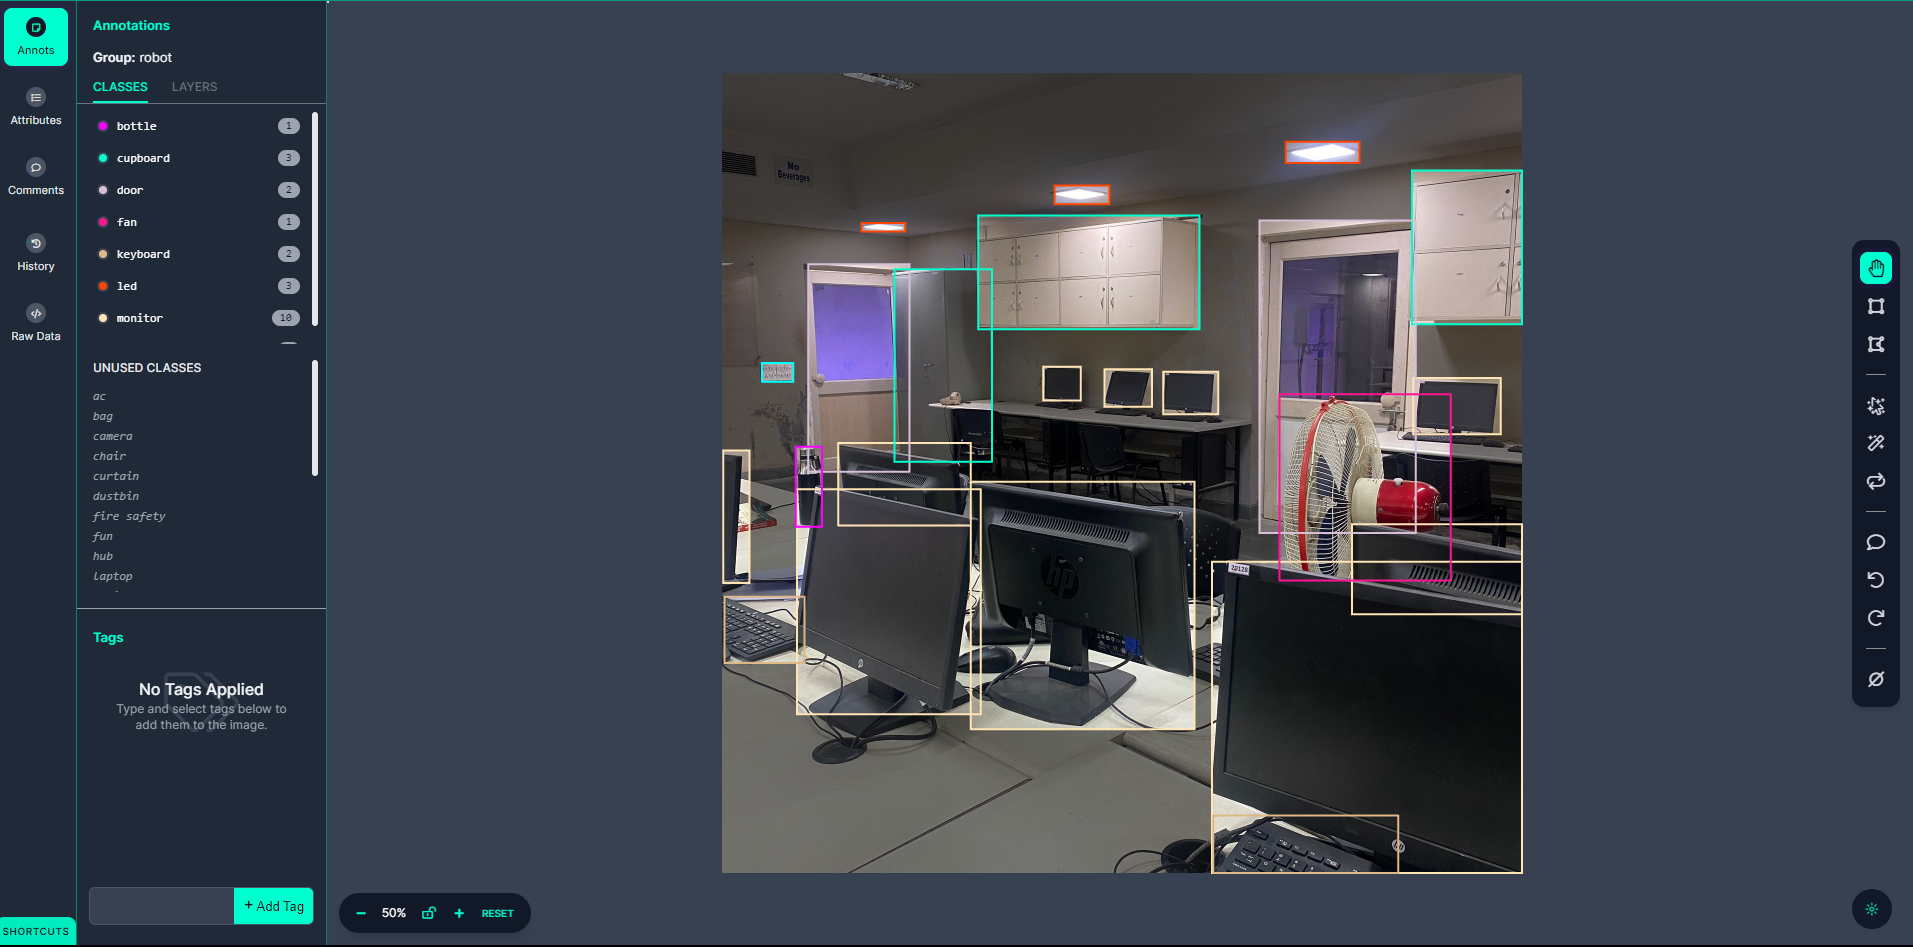 Annots
Attributes
Comments
History
Raw Data
SHORTCUTS
Annotations
Group: robot
CLASSES
LAYERS
bottle 1
cupboard 3
door 2
fan 1
keyboard 2
led 3
monitor 10
UNUSED CLASSES
ac
bag
camera
chair
curtain
dustbin
fire safety
fun
hub
laptop
Tags
No Tags Applied
Type and select tags below to
add them to the image.
+ Add Tag
No
Beverages
hp
20128
− 50% + RESET